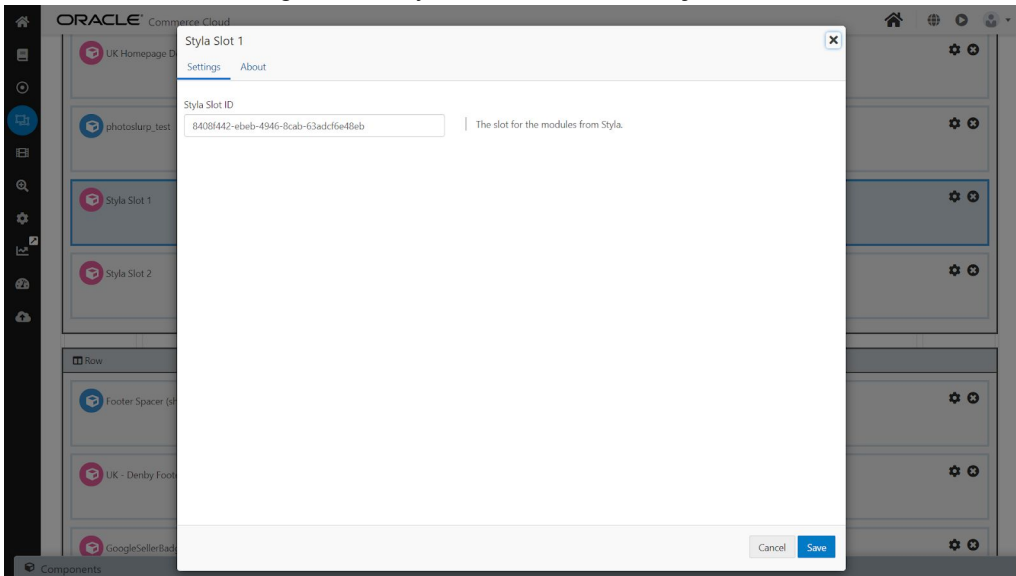 ORACLE Commerce Cloud
Styla Slot 1
Settings About
UK Homepage D
Styla Slot ID
8408f442-ebeb-4946-8cab-63adcf6e48eb
The slot for the modules from Styla.
photoslurp_test
Styla Slot 1
Styla Slot 2
Row
Footer Spacer (sh
UK - Denby Foot
GoogleSellerBad
Cancel Save
Components